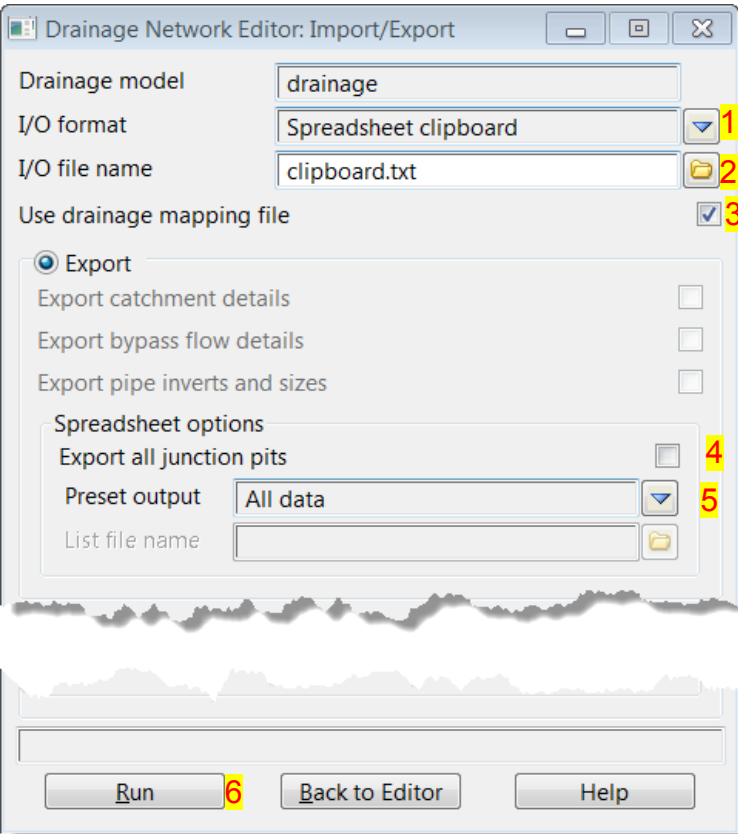 Drainage Network Editor: Import/Export
Drainage model drainage
I/O format Spreadsheet clipboard 1
I/O file name clipboard.txt 2
Use drainage mapping file 3
Export
Export catchment details
Export bypass flow details
Export pipe inverts and sizes
Spreadsheet options
Export all junction pits 4
Preset output All data 5
List file name
Run 6 Back to Editor Help